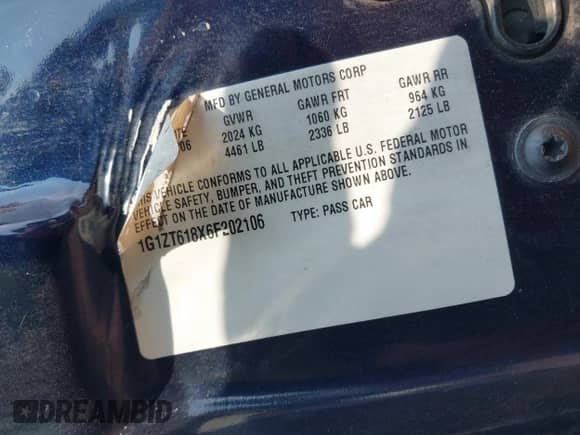 MFD BY GENERAL MOTORS CORP
GVWR GAWR FRT GAWR RR
2024 KG 1060 KG 964 KG
06 4461 LB 2336 LB 2125 LB
THIS VEHICLE CONFORMS TO ALL APPLICABLE U.S. FEDERAL MOTOR
VEHICLE SAFETY, BUMPER, AND THEFT PREVENTION STANDARDS IN
EFFECT ON THE DATE OF MANUFACTURE SHOWN ABOVE.
1G1ZT618X6F202106 TYPE: PASS CAR
DREAMBID